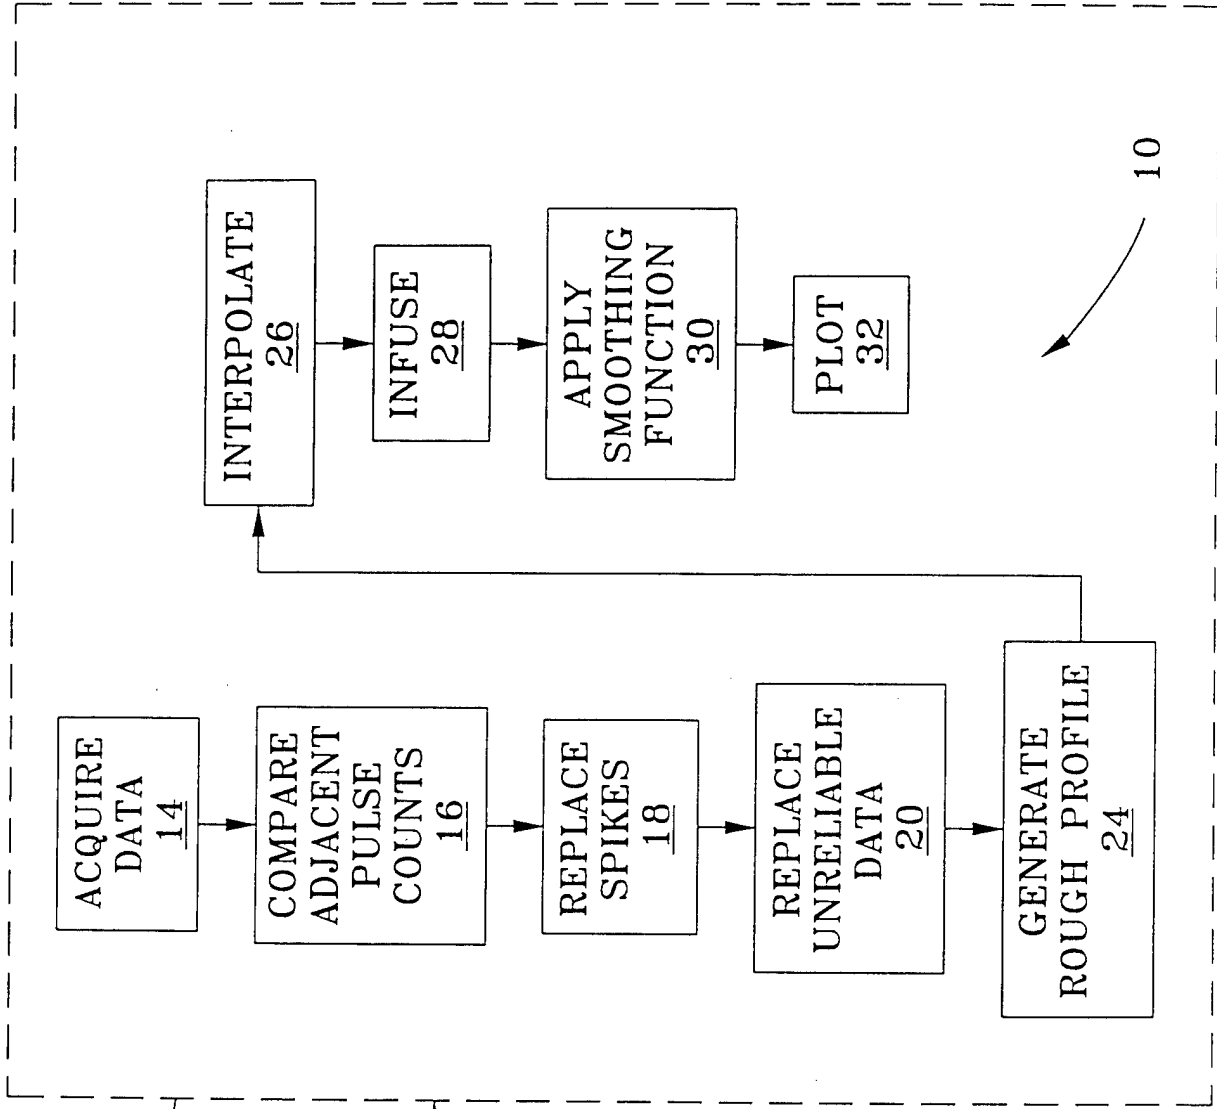 ACQUIRE
DATA
14
COMPARE
ADJACENT
PULSE
COUNTS
16
REPLACE
SPIKES
18
REPLACE
UNRELIABLE
DATA
20
GENERATE
ROUGH PROFILE
24
INTERPOLATE
26
INFUSE
28
APPLY
SMOOTHING
FUNCTION
30
PLOT
32
10